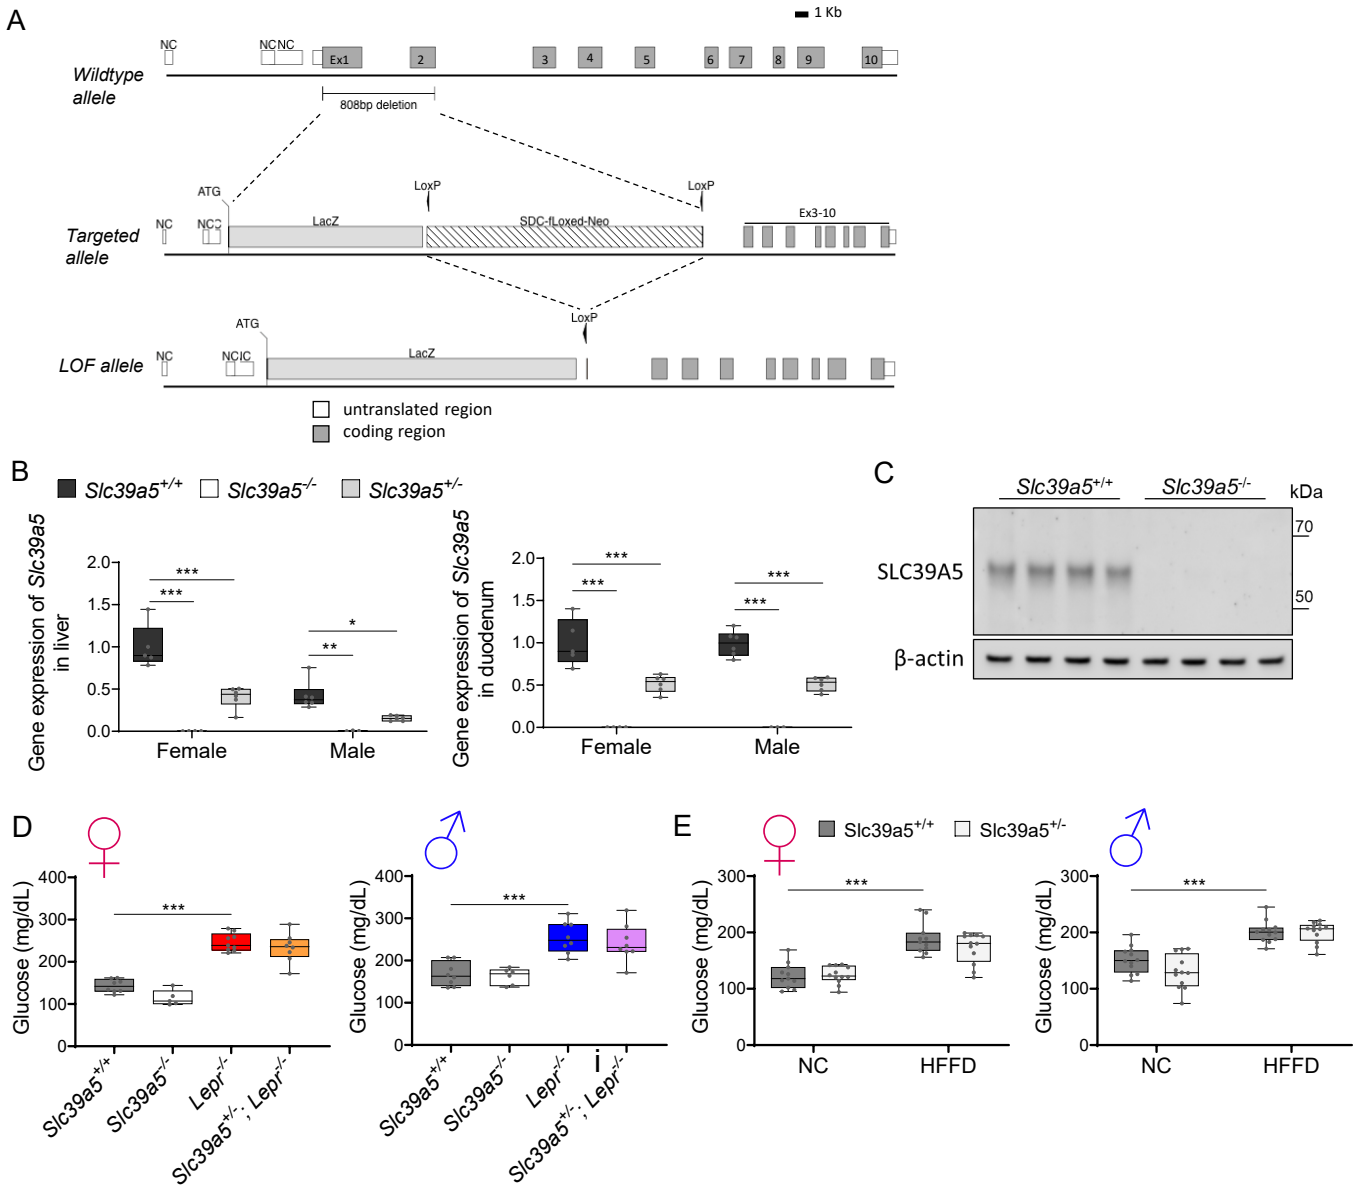 A
1 Kb
NC
NC NC
Ex1 2 3 4 5 6 7 8 9 10
Wildtype
allele
808bp deletion
ATG
LoxP
LoxP
NC
NCC
LacZ
SDC-fLoxed-Neo
Ex3-10
Targeted
allele
ATG
LoxP
NC
NC IC
LacZ
LOF allele
untranslated region
coding region
B
Slc39a5+/+ Slc39a5-/- Slc39a5+/-
Gene expression of Slc39a5
in liver
2.0
1.5
1.0
0.5
0.0
***
***
*
**
Female Male
Gene expression of Slc39a5
in duodenum
2.0
1.5
1.0
0.5
0.0
***
***
***
***
Female Male
C
Slc39a5+/+ Slc39a5-/- kDa
70
SLC39A5
50
β-actin
D
♀
Glucose (mg/dL)
400
300
200
100
0
***
Slc39a5+/+
Slc39a5-/-
Lepr-/-
Slc39a5+/-; Lepr-/-
♂
Glucose (mg/dL)
400
300
200
100
0
***
i
Slc39a5+/+
Slc39a5-/-
Lepr-/-
Slc39a5+/-; Lepr-/-
E
♀
Slc39a5+/+ Slc39a5+/-
Glucose (mg/dL)
300
200
100
0
***
NC HFFD
♂
Glucose (mg/dL)
300
200
100
0
***
NC HFFD